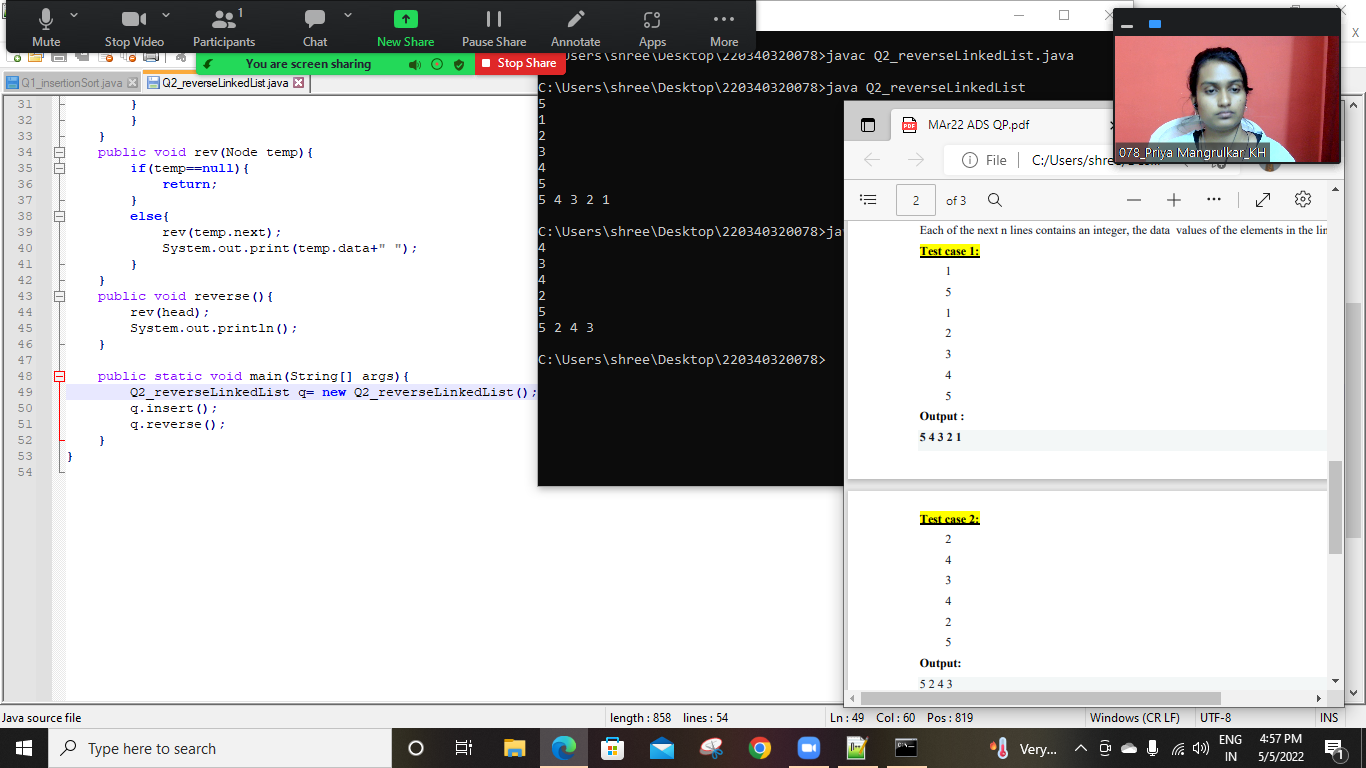 Mute
Stop Video
Participants
1
Chat
New Share
Pause Share
Annotate
Apps
More
You are screen sharing
Stop Share
Q1_insertionSort.java
Q2_reverseLinkedList.java
31 }
32 }
33 }
34 public void rev(Node temp){
35 if(temp==null){
36 return;
37 }
38 else{
39 rev(temp.next);
40 System.out.print(temp.data+" ");
41 }
42 }
43 public void reverse(){
44 rev(head);
45 System.out.println();
46 }
47
48 public static void main(String[] args){
49 Q2_reverseLinkedList q= new Q2_reverseLinkedList();
50 q.insert();
51 q.reverse();
52 }
53 }
54
C:\Users\shree\Desktop\220340320078>javac Q2_reverseLinkedList.java
C:\Users\shree\Desktop\220340320078>java Q2_reverseLinkedList
5
1
2
3
4
5
5 4 3 2 1
C:\Users\shree\Desktop\220340320078>jav
4
3
4
2
5
5 2 4 3
C:\Users\shree\Desktop\220340320078>
078_Priya Mangrulkar_KH
MAr22 ADS QP.pdf
File
C:/Users/shre
2 of 3
Each of the next n lines contains an integer, the data values of the elements in the lin
Test case 1:
1
5
1
2
3
4
5
Output :
5 4 3 2 1
Test case 2:
2
4
3
4
2
5
Output:
5 2 4 3
Java source file
length : 858 lines : 54
Ln : 49 Col : 60 Pos : 819
Windows (CR LF)
UTF-8
INS
Type here to search
Very...
ENG
IN
4:57 PM
5/5/2022
1